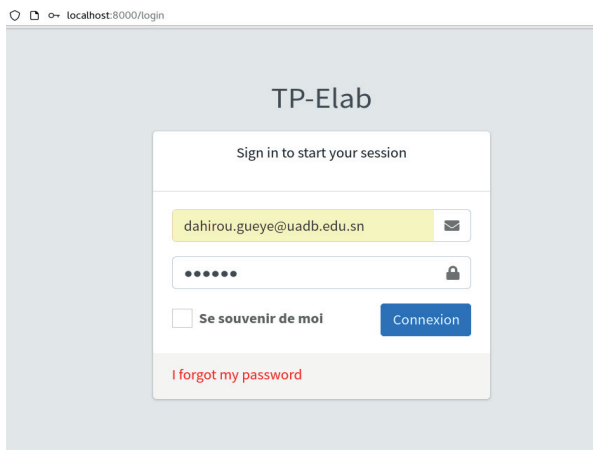 localhost:8000/login
TP-Elab
Sign in to start your session
dahirou.gueye@uadb.edu.sn
••••••
Se souvenir de moi
Connexion
I forgot my password